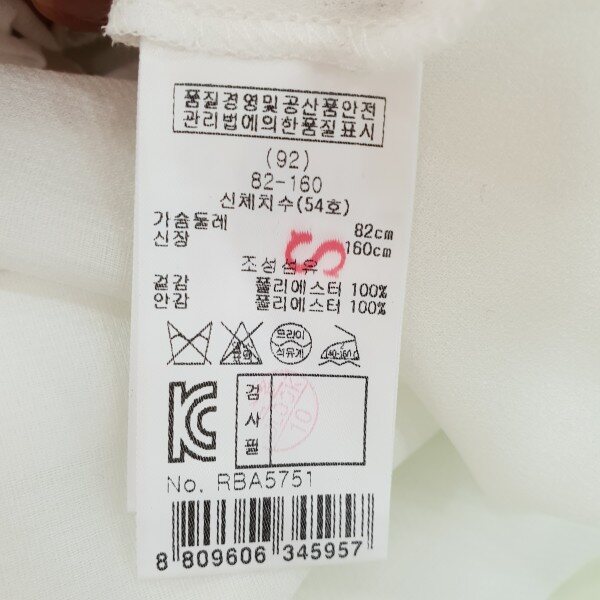 품질경영및공산품안전
관리법에의한품질표시
(92)
82-160
신체치수(54호)
가슴둘레 82cm
신장 160cm
S
조성섬유
겉감 폴리에스터 100%
안감 폴리에스터 100%
드라이
석유계
140-160℃
검사필
No. RBA5751
8 809606 345957